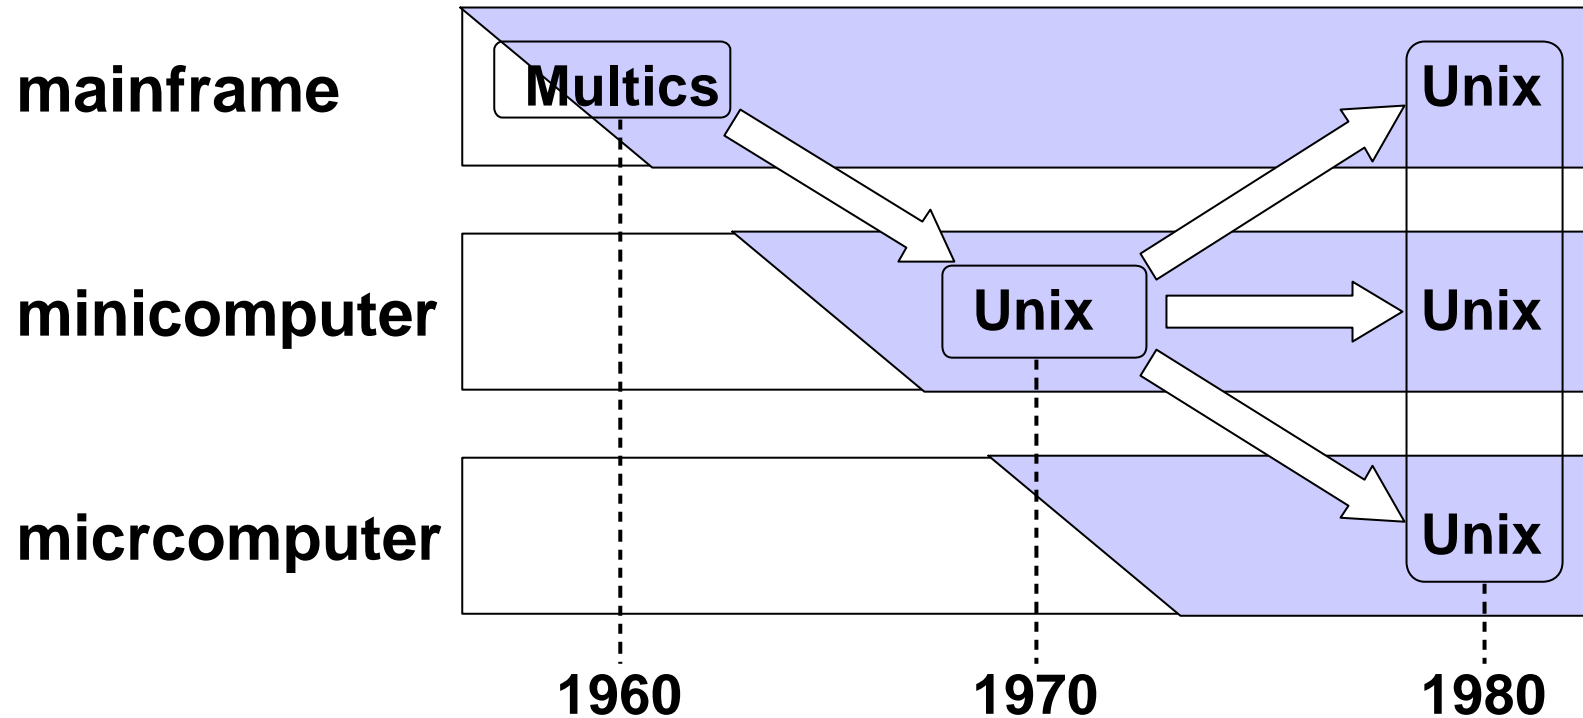 mainframe Multics Unix
minicomputer Unix Unix
micrcomputer Unix
1960 1970 1980